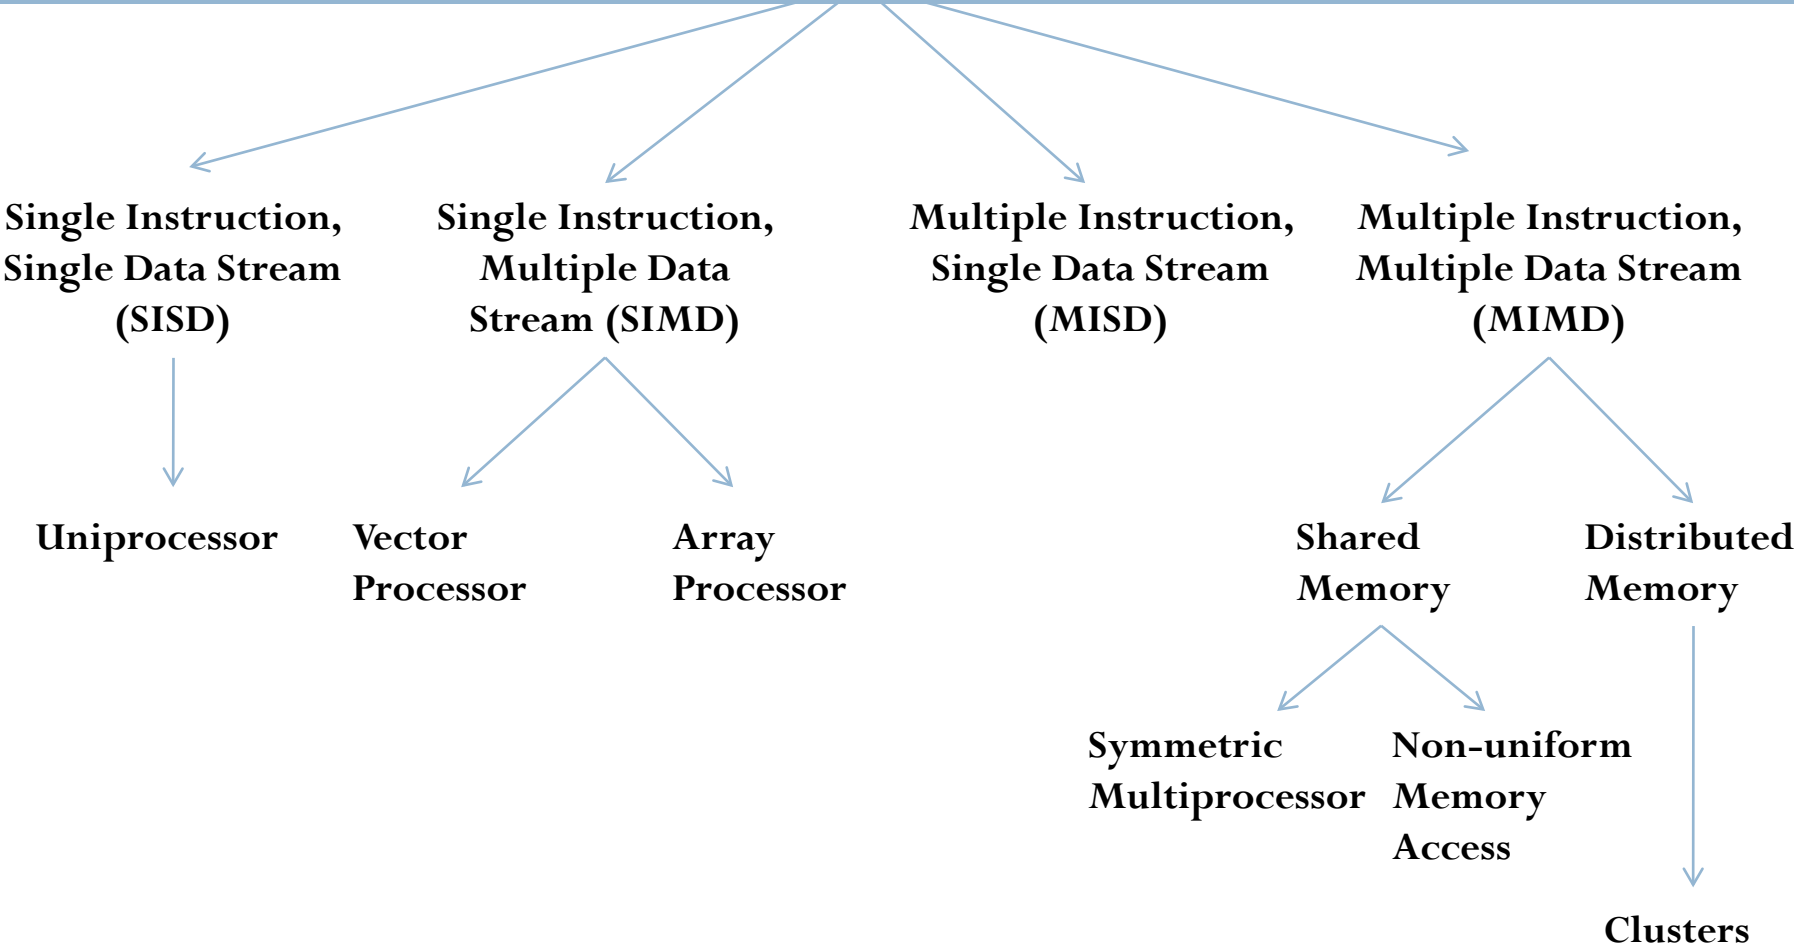 Single Instruction,
Single Data Stream
(SISD)
Single Instruction,
Multiple Data
Stream (SIMD)
Multiple Instruction,
Single Data Stream
(MISD)
Multiple Instruction,
Multiple Data Stream
(MIMD)
Uniprocessor
Vector
Processor
Array
Processor
Shared
Memory
Distributed
Memory
Symmetric
Multiprocessor
Non-uniform
Memory
Access
Clusters